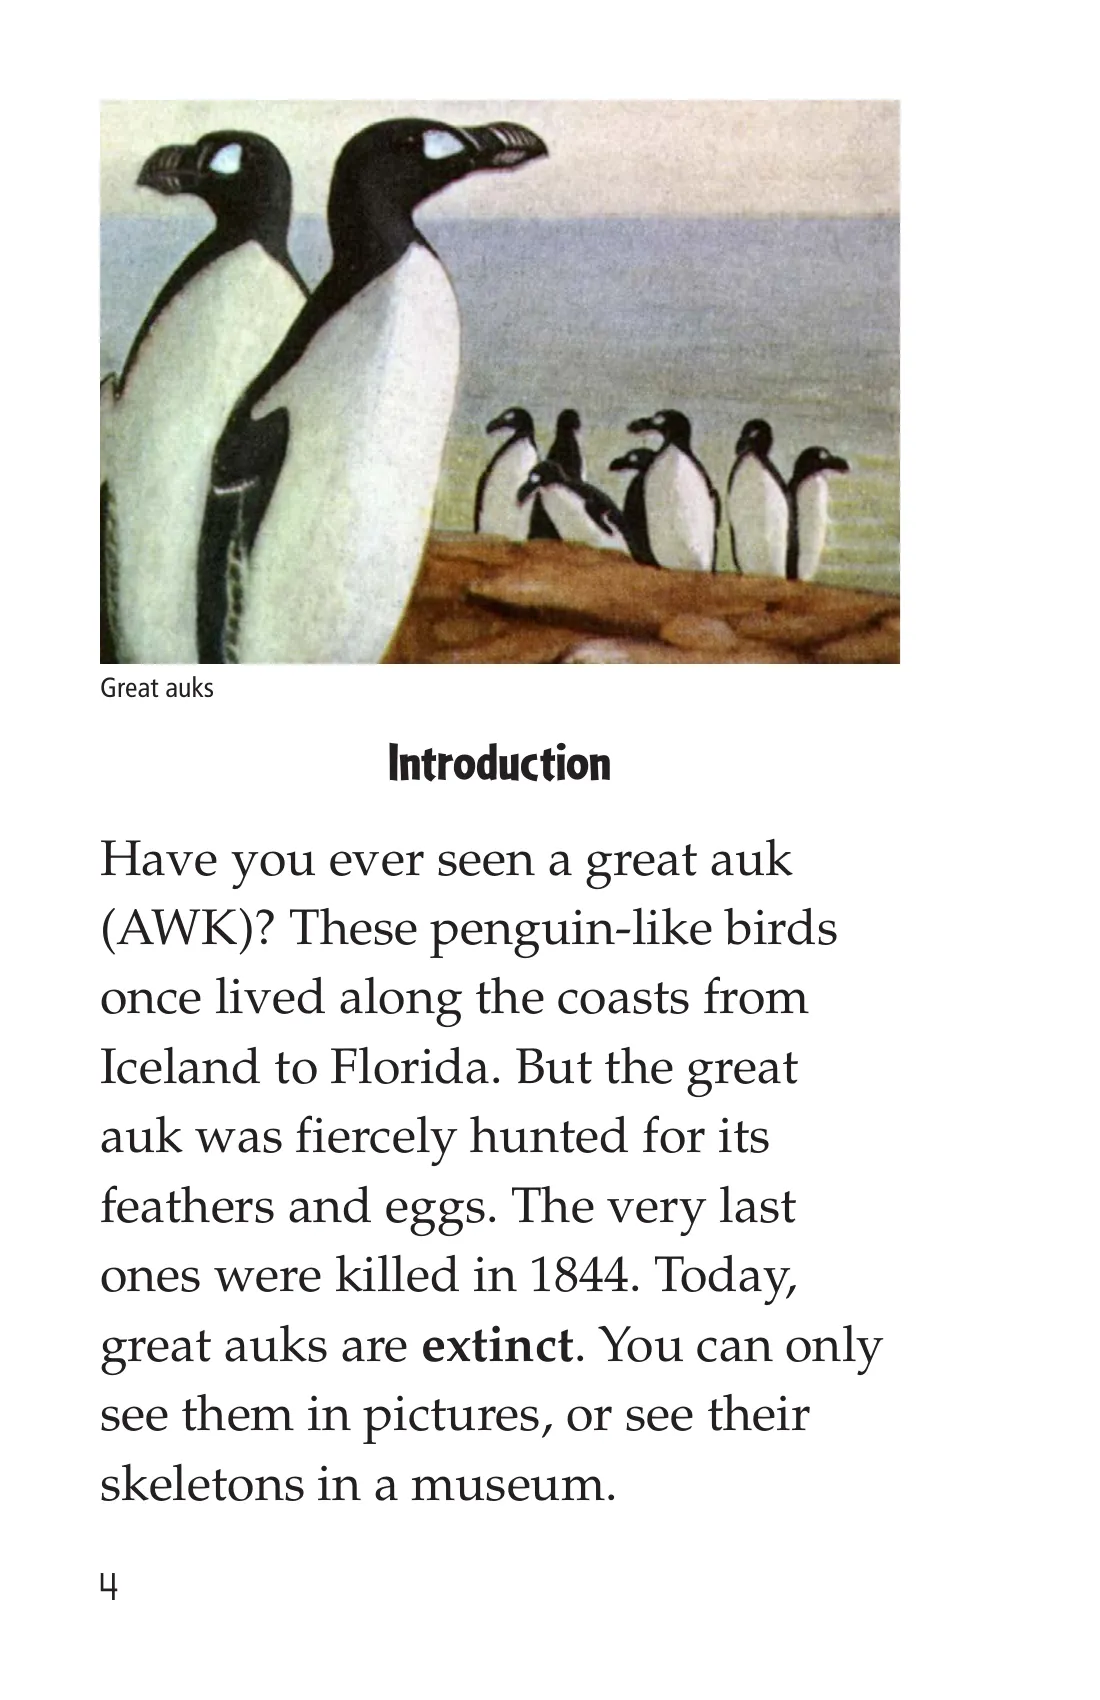 Great auks
Introduction
Have you ever seen a great auk
(AWK)? These penguin-like birds
once lived along the coasts from
Iceland to Florida. But the great
auk was fiercely hunted for its
feathers and eggs. The very last
ones were killed in 1844. Today,
great auks are extinct. You can only
see them in pictures, or see their
skeletons in a museum.
4